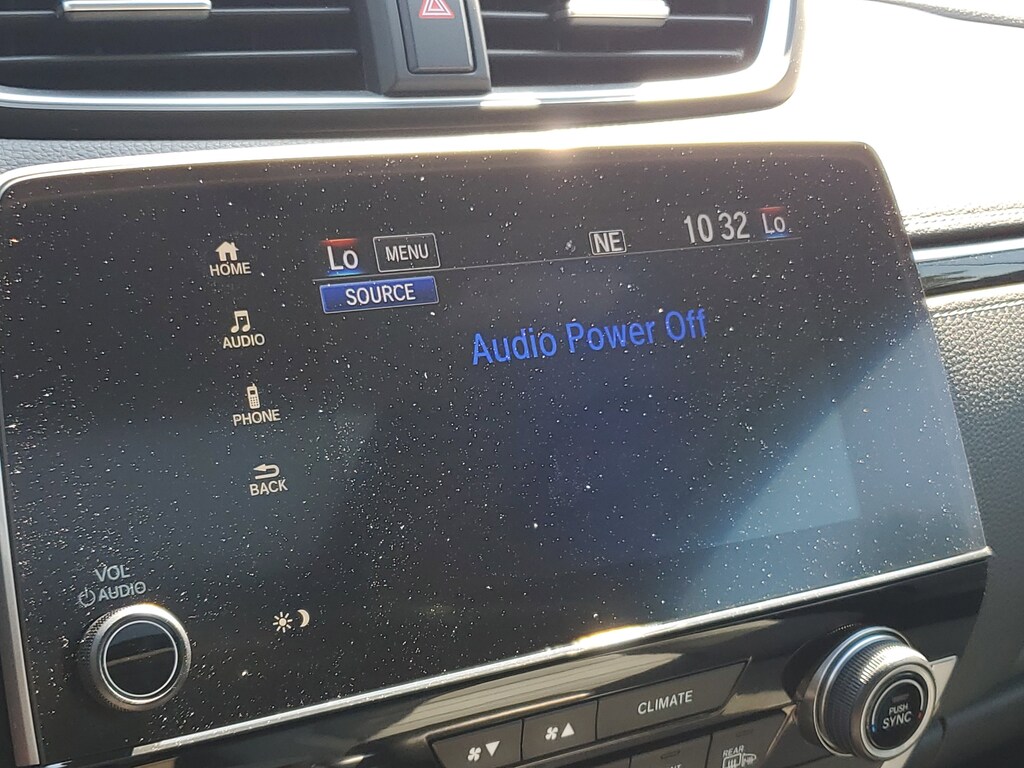 HOME
AUDIO
PHONE
BACK
Lo
MENU
NE
10 32
Lo
SOURCE
Audio Power Off
VOL
AUDIO
CLIMATE
PUSH
SYNC
REAR